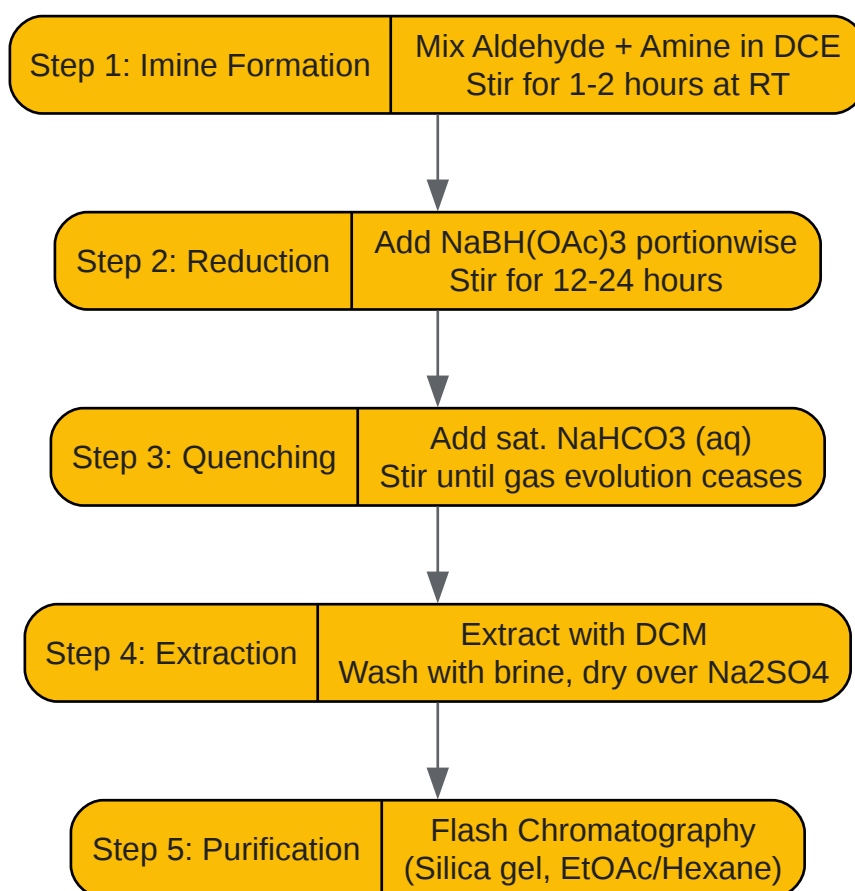 Step 1: Imine Formation
Mix Aldehyde + Amine in DCE
Stir for 1-2 hours at RT
Step 2: Reduction
Add NaBH(OAc)3 portionwise
Stir for 12-24 hours
Step 3: Quenching
Add sat. NaHCO3 (aq)
Stir until gas evolution ceases
Step 4: Extraction
Extract with DCM
Wash with brine, dry over Na2SO4
Step 5: Purification
Flash Chromatography
(Silica gel, EtOAc/Hexane)